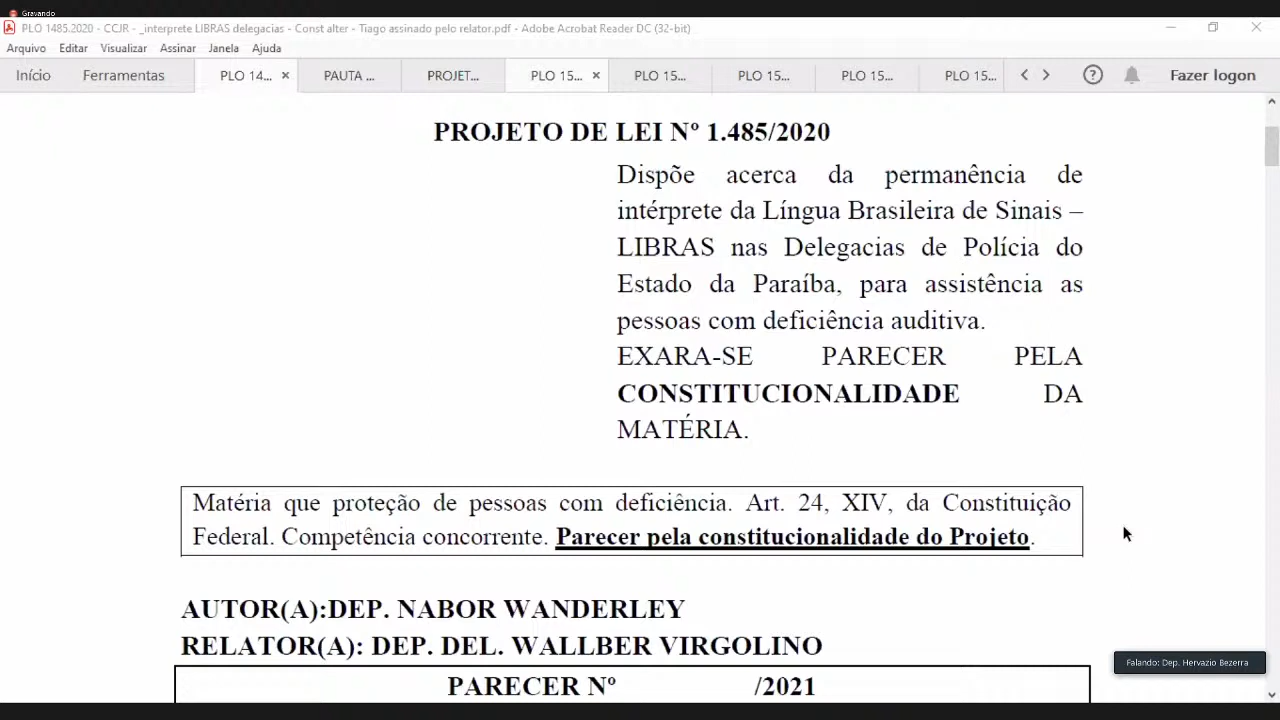 Gravando
PLO 1485.2020 - CCJR - _interprete LIBRAS delegacias - Const alter - Tiago assinado pelo relator.pdf - Adobe Acrobat Reader DC (32-bit)
Arquivo Editar Visualizar Assinar Janela Ajuda
Início Ferramentas PLO 14... × PAUTA ... PROJET... PLO 15... × PLO 15... PLO 15... PLO 15... PLO 15... Fazer logon
PROJETO DE LEI Nº 1.485/2020
Dispõe acerca da permanência de
intérprete da Língua Brasileira de Sinais –
LIBRAS nas Delegacias de Polícia do
Estado da Paraíba, para assistência as
pessoas com deficiência auditiva.
EXARA-SE PARECER PELA
CONSTITUCIONALIDADE DA
MATÉRIA.
Matéria que proteção de pessoas com deficiência. Art. 24, XIV, da Constituição
Federal. Competência concorrente. Parecer pela constitucionalidade do Projeto.
AUTOR(A):DEP. NABOR WANDERLEY
RELATOR(A): DEP. DEL. WALLBER VIRGOLINO
Falando: Dep. Hervazio Bezerra
PARECER Nº /2021